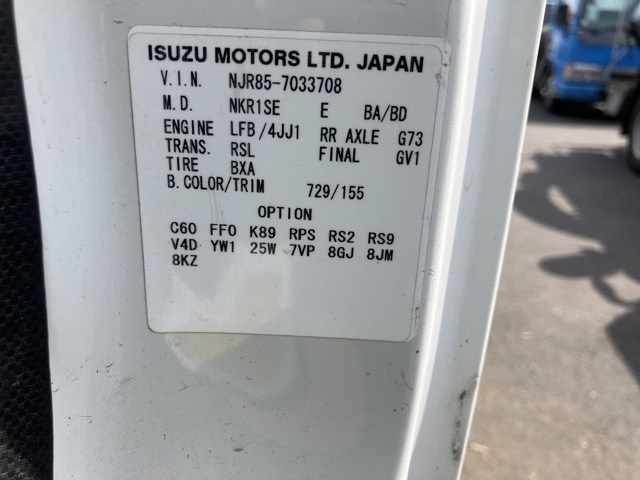 ISUZU MOTORS LTD. JAPAN
V.I.N. NJR85-7033708
M.D. NKR1SE E BA/BD
ENGINE LFB/4JJ1 RR AXLE G73
TRANS. RSL FINAL GV1
TIRE BXA
B.COLOR/TRIM 729/155
OPTION
C60 FF0 K89 RPS RS2 RS9
V4D YW1 25W 7VP 8GJ 8JM
8KZ